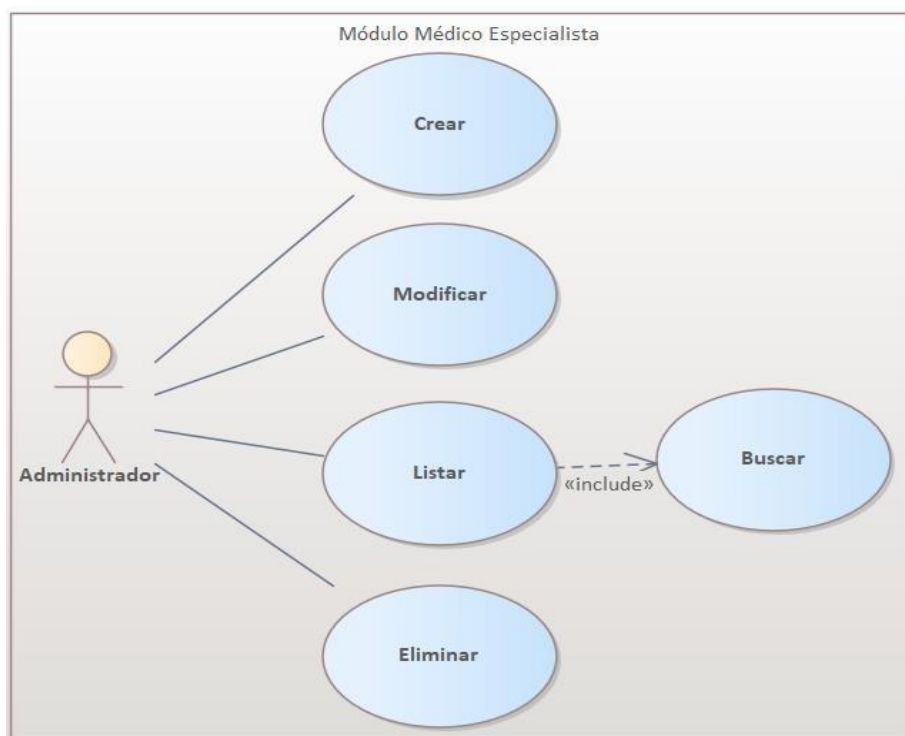 Módulo Médico Especialista
Crear
Modificar
Administrador
Listar
«include»
Buscar
Eliminar